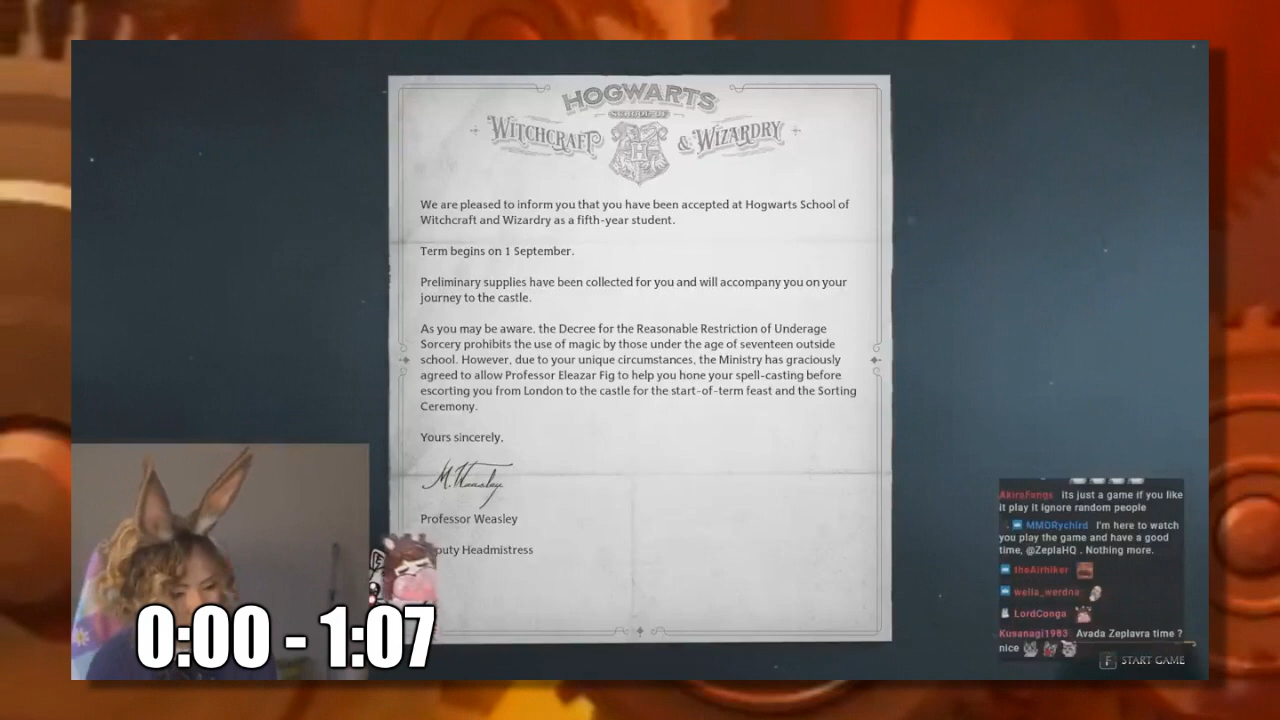 HOGWARTS
SCHOOL OF
WITCHCRAFT & WIZARDRY
H
We are pleased to inform you that you have been accepted at Hogwarts School of
Witchcraft and Wizardry as a fifth-year student.
Term begins on 1 September.
Preliminary supplies have been collected for you and will accompany you on your
journey to the castle.
As you may be aware, the Decree for the Reasonable Restriction of Underage
Sorcery prohibits the use of magic by those under the age of seventeen outside
school. However, due to your unique circumstances, the Ministry has graciously
agreed to allow Professor Eleazar Fig to help you hone your spell-casting before
escorting you from London to the castle for the start-of-term feast and the Sorting
Ceremony.
Yours sincerely,
M. Weasley
Professor Weasley
puty Headmistress
0:00 - 1:07
AkiraFangs its just a game if you like
it play it ignore random people
MMORychird I'm here to watch
you play the game and have a good
time, @ZeplaHQ . Nothing more.
theAirhiker
wella_werdna
LordConga
Kusanagi1983 Avada Zeplavra time ?
nice
F START GAME